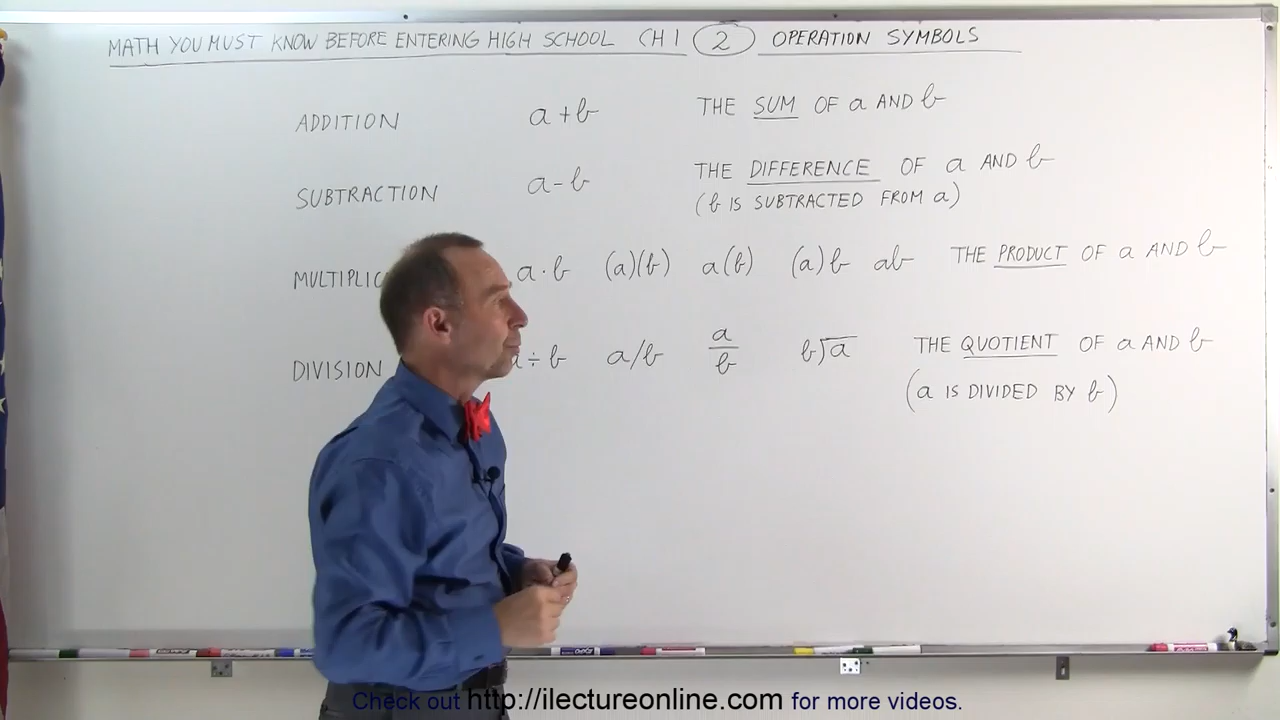 MATH YOU MUST KNOW BEFORE ENTERING HIGH SCHOOL CH 1 2 OPERATION SYMBOLS
ADDITION a + b THE SUM OF a AND b
SUBTRACTION a - b THE DIFFERENCE OF a AND b
(b IS SUBTRACTED FROM a)
MULTIPLIC a · b (a)(b) a(b) (a)b ab THE PRODUCT OF a AND b
DIVISION a ÷ b a/b a/b b)a THE QUOTIENT OF a AND b
(a IS DIVIDED BY b)
Check out http://ilectureonline.com for more videos.